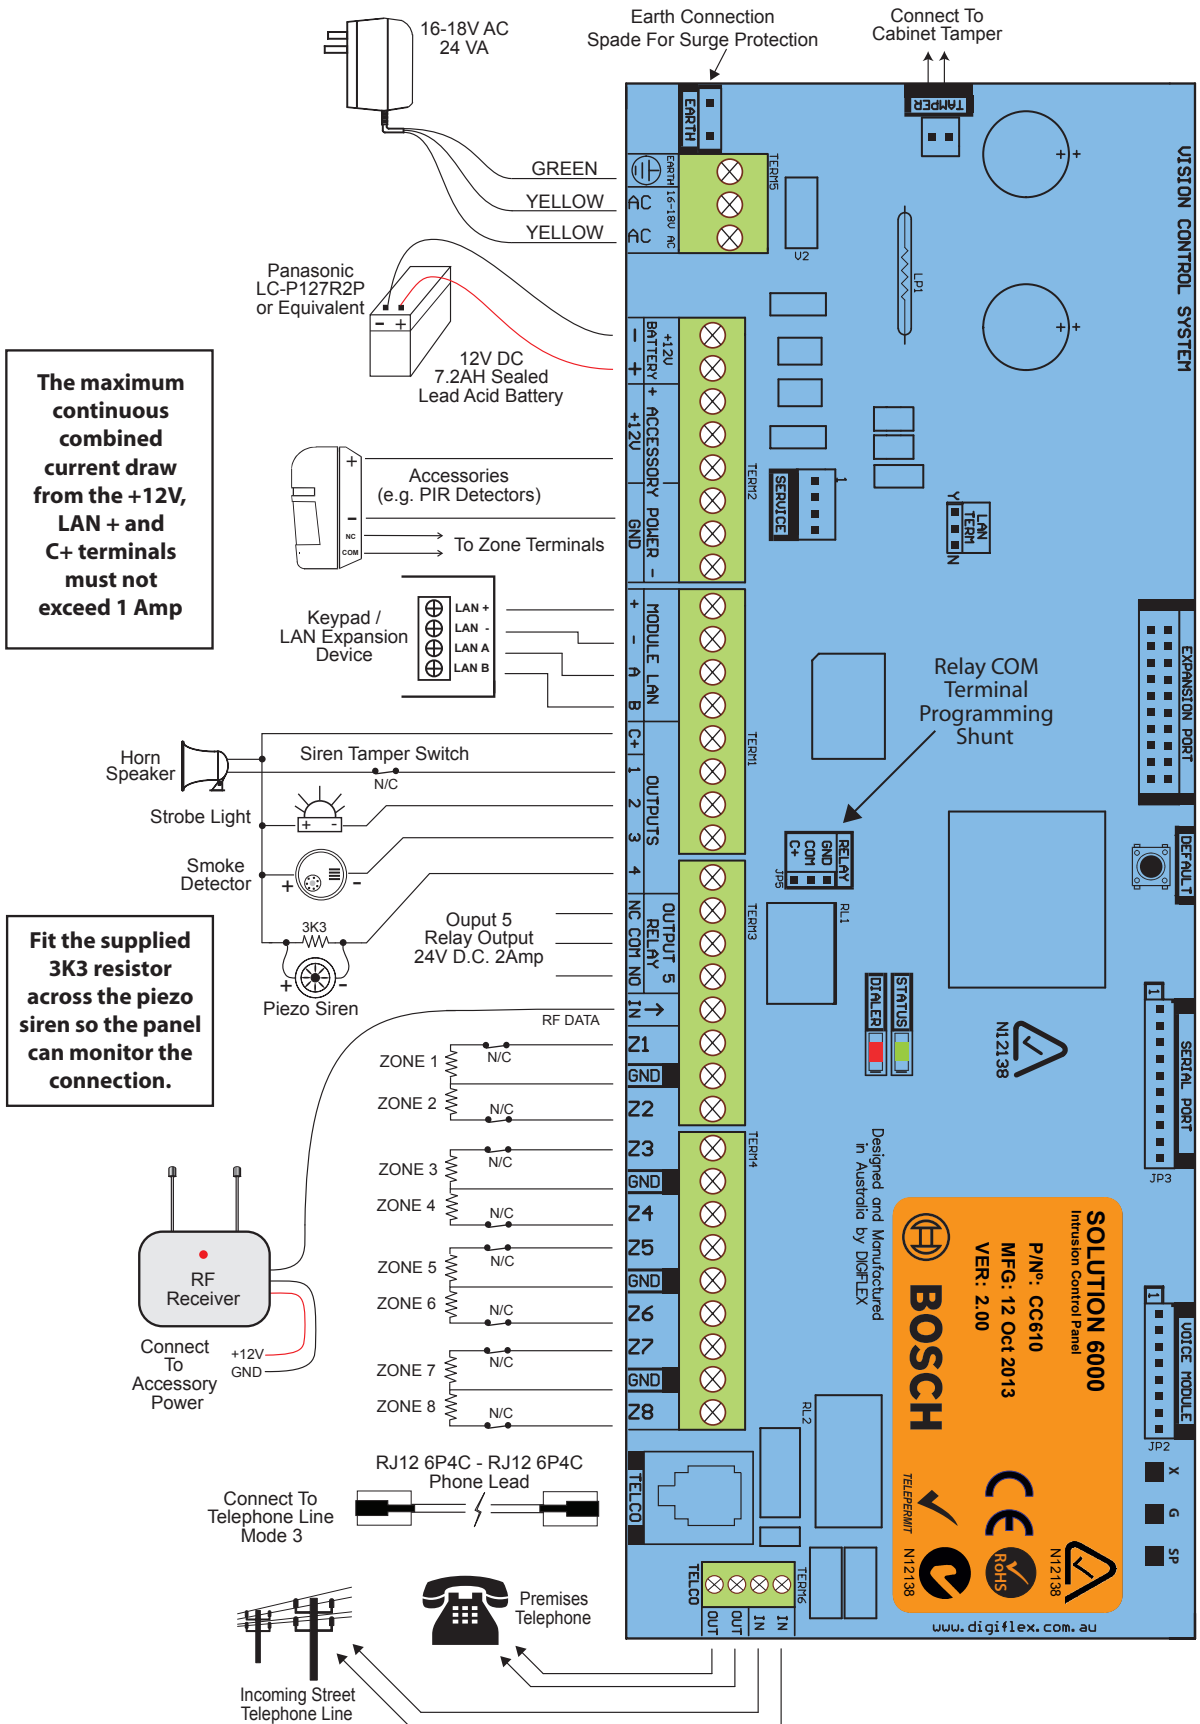 16-18V AC
24 VA
Earth Connection
Spade For Surge Protection
Connect To
Cabinet Tamper
EARTH
TAMPER
VISION CONTROL SYSTEM
GREEN
YELLOW
YELLOW
EARTH
16-18V AC
AC
AC
TERM5
V2
LP1
Panasonic
LC-P127R2P
or Equivalent
- +
12V DC
7.2AH Sealed
Lead Acid Battery
- +
+12V
BATTERY
The maximum
continuous
combined
current draw
from the +12V,
LAN + and
C+ terminals
must not
exceed 1 Amp
+
-
NC
COM
Accessories
(e.g. PIR Detectors)
To Zone Terminals
+ ACCESSORY POWER -
+12V
GND
TERM2
SERVICE
1
LAN
TERM
Y
N
Keypad /
LAN Expansion
Device
LAN +
LAN -
LAN A
LAN B
+ - A B
MODULE LAN
EXPANSION PORT
Relay COM
Terminal
Programming
Shunt
Horn
Speaker
Siren Tamper Switch
N/C
Strobe Light
+ -
Smoke
Detector
+ -
3K3
+ -
Piezo Siren
C+ 1 2 3 4
OUTPUTS
TERM1
RELAY
GND
COM
C+
JP5
DEFAULT
Fit the supplied
3K3 resistor
across the piezo
siren so the panel
can monitor the
connection.
Ouput 5
Relay Output
24V D.C. 2Amp
OUTPUT 5
RELAY
NC COM NO
TERM3
RL1
STATUS
DIALER
N12138
1
SERIAL PORT
JP3
RF DATA
IN →
ZONE 1
N/C
ZONE 2
N/C
Z1
GND
Z2
ZONE 3
N/C
ZONE 4
N/C
Z3
GND
Z4
TERM4
ZONE 5
N/C
ZONE 6
N/C
Z5
GND
Z6
ZONE 7
N/C
ZONE 8
N/C
Z7
GND
Z8
Designed and Manufactured
in Australia by DIGIFLEX
RF
Receiver
Connect
To
Accessory
Power
+12V
GND
SOLUTION 6000
Intrusion Control Panel
P/Nº: CC610
MFG: 12 Oct 2013
VER: 2.00
BOSCH
TELEPERMIT
N12138
CE
RoHS
N12138
1
VOICE MODULE
JP2
X
G
SP
RL2
RJ12 6P4C - RJ12 6P4C
Phone Lead
Connect To
Telephone Line
Mode 3
TELCO
TELCO
TERM6
OUT
OUT
IN
IN
www.digiflex.com.au
Premises
Telephone
Incoming Street
Telephone Line